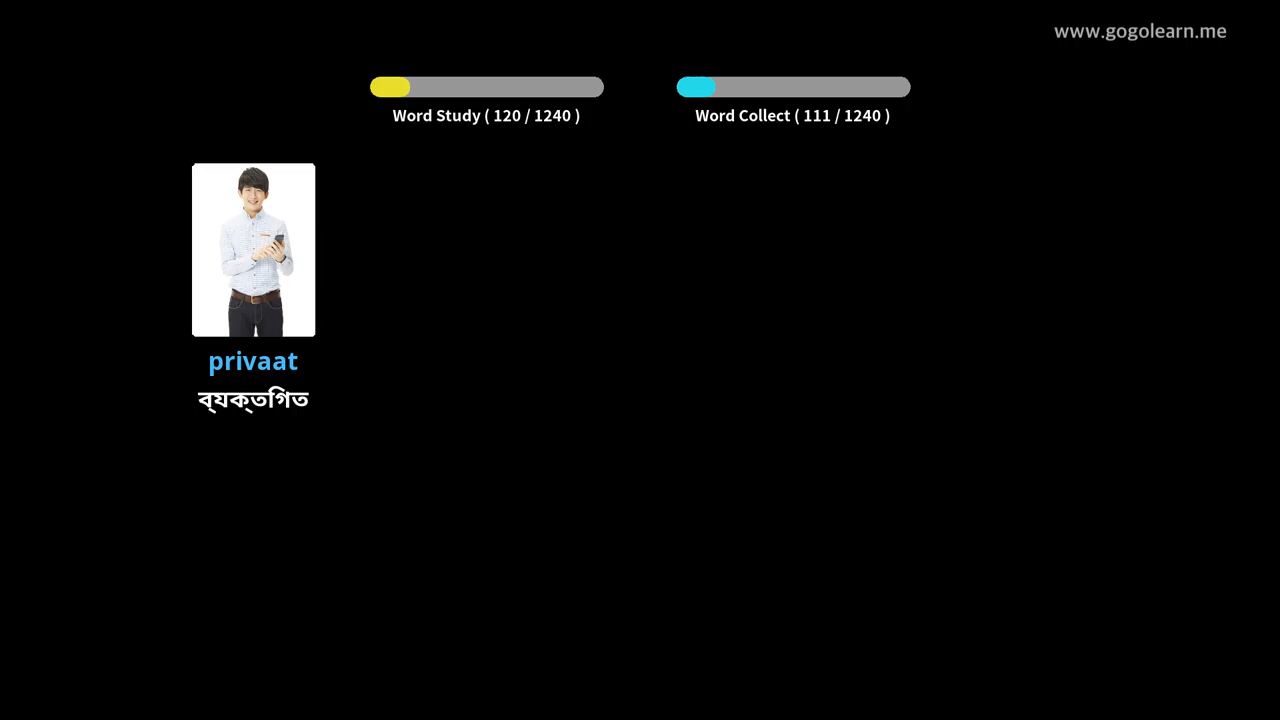 www.gogolearn.me
Word Study ( 120 / 1240 )
Word Collect ( 111 / 1240 )
privaat
ব্যক্তিগত